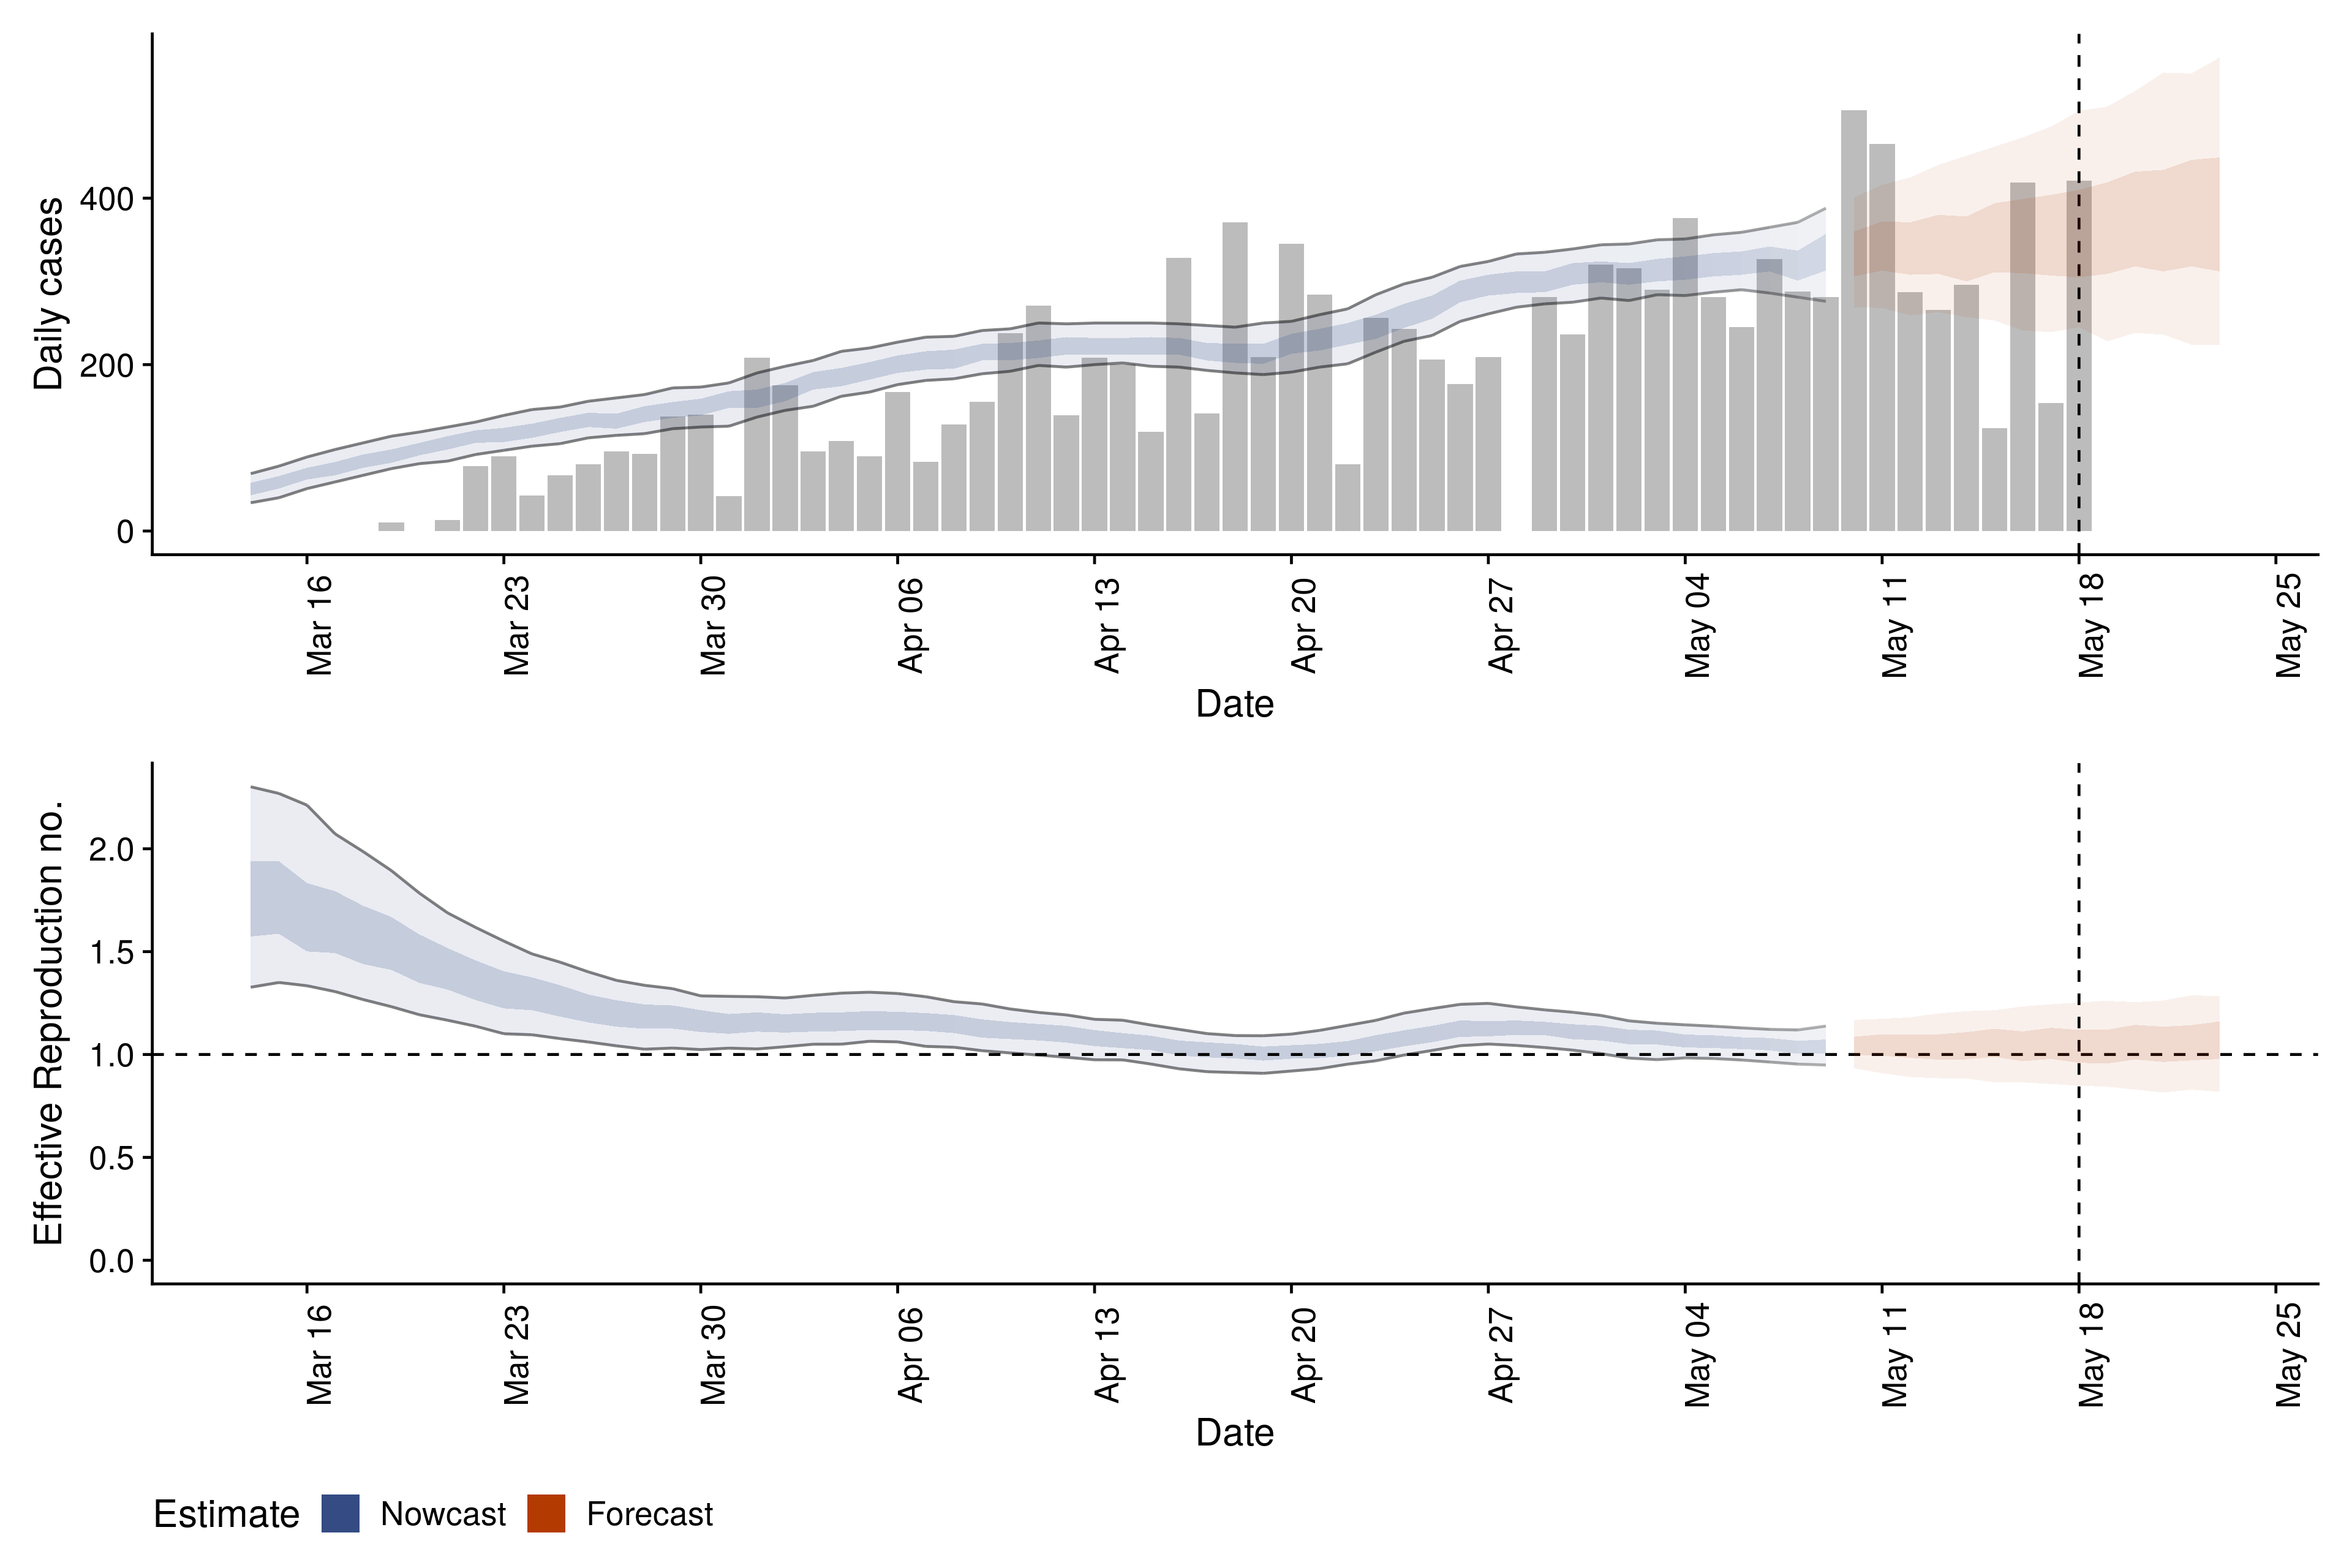 Daily cases
400
200
0
Mar 16
Mar 23
Mar 30
Apr 06
Apr 13
Apr 20
Apr 27
May 04
May 11
May 18
May 25
Date
Effective Reproduction no.
2.0
1.5
1.0
0.5
0.0
Mar 16
Mar 23
Mar 30
Apr 06
Apr 13
Apr 20
Apr 27
May 04
May 11
May 18
May 25
Date
Estimate Nowcast Forecast